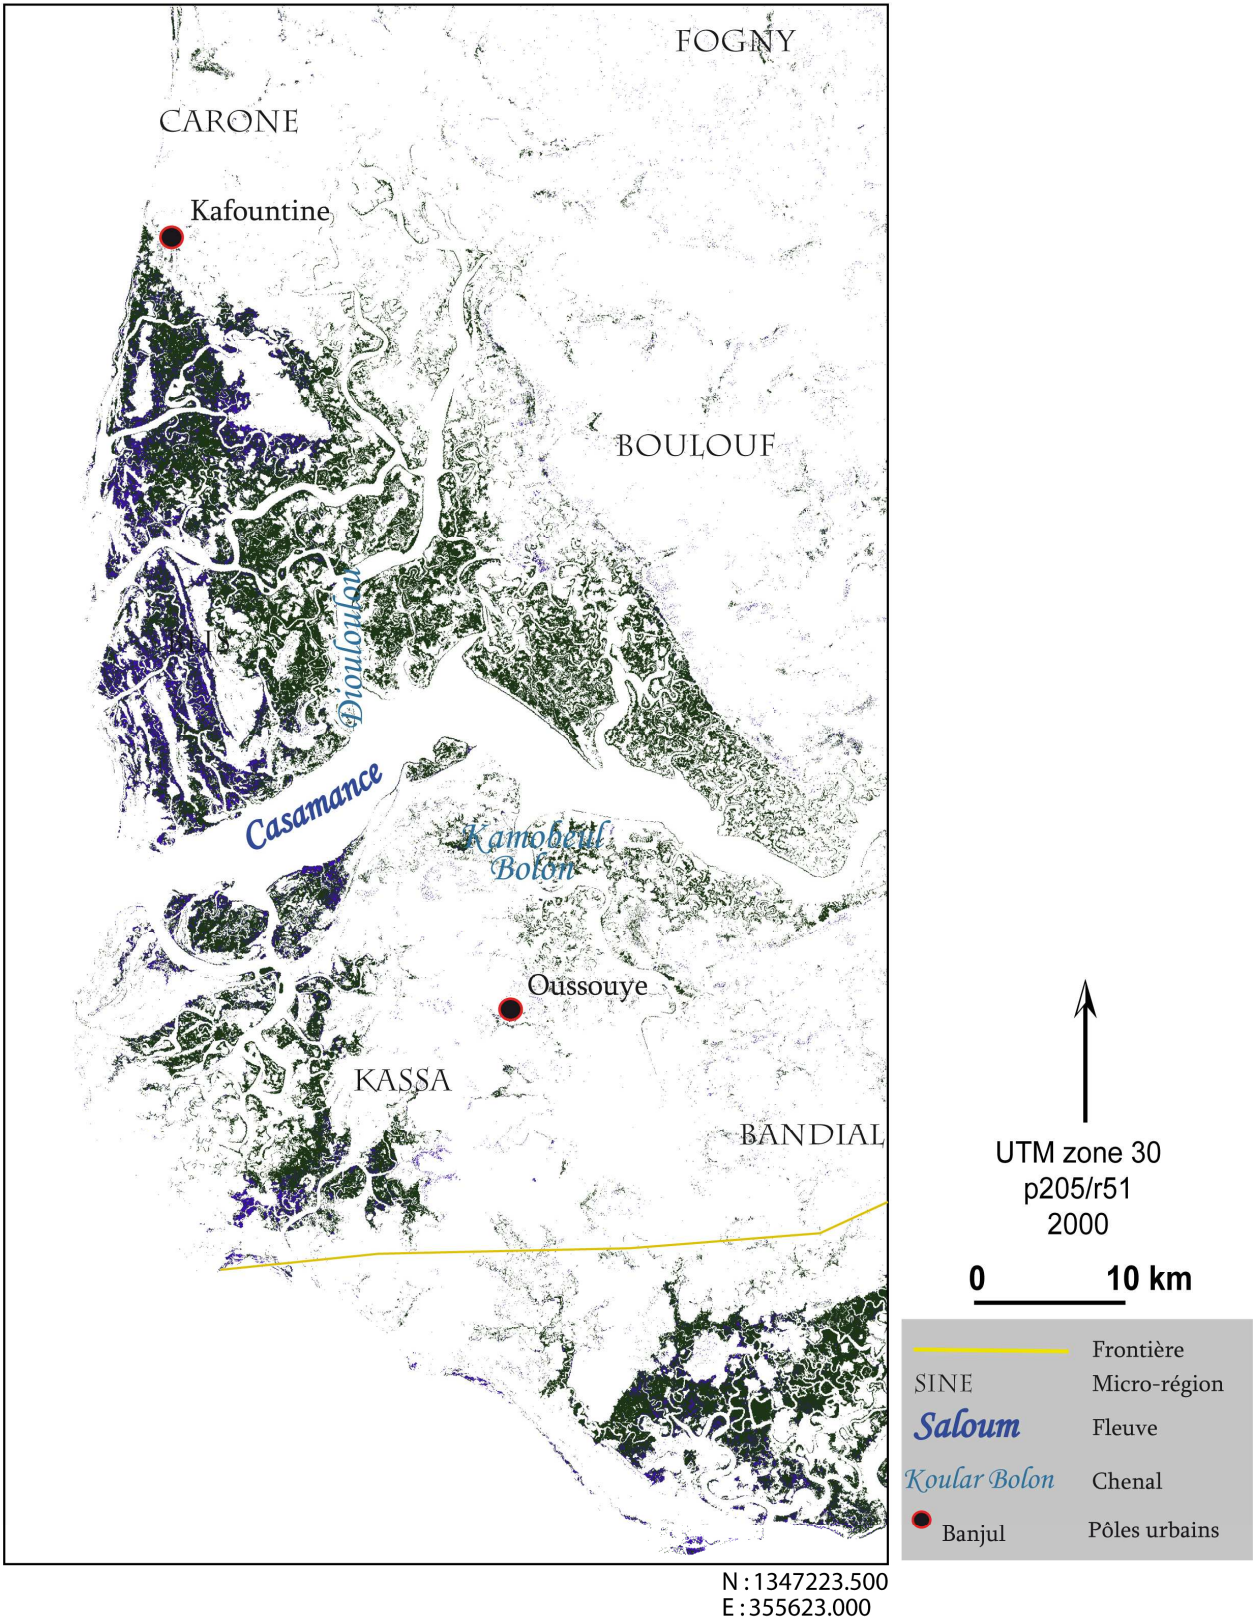 FOGNY
CARONE
Kafountine
BOULOUF
BLIS
Diouloulou
Casamance
Kamobeul
Bolon
Oussouye
KASSA
BANDIAL
UTM zone 30
p205/r51
2000
0 10 km
Frontière
SINE Micro-région
Saloum Fleuve
Koular Bolon Chenal
Banjul Pôles urbains
N : 1347223.500
E : 355623.000